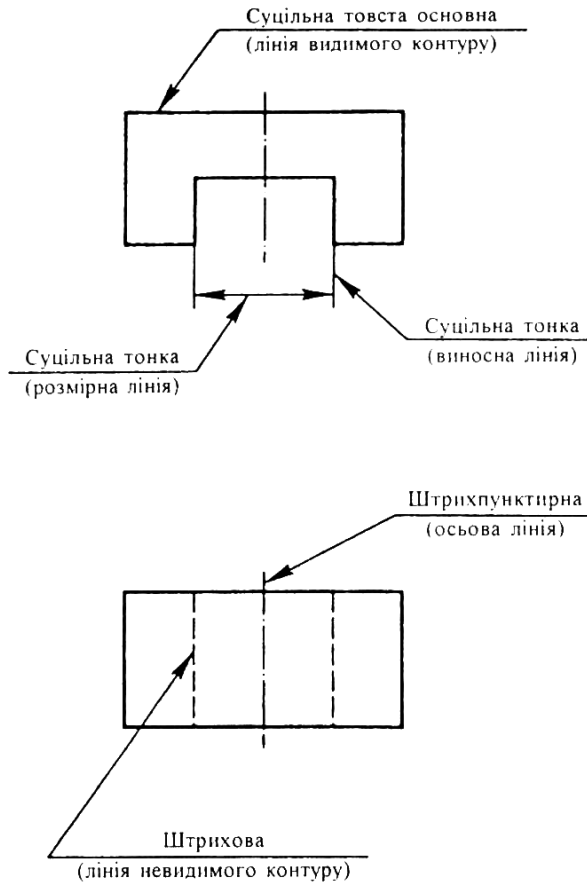 Суцільна товста основна
(лінія видимого контуру)
Суцільна тонка
(виносна лінія)
Суцільна тонка
(розмірна лінія)
Штрихпунктирна
(осьова лінія)
Штрихова
(лінія невидимого контуру)